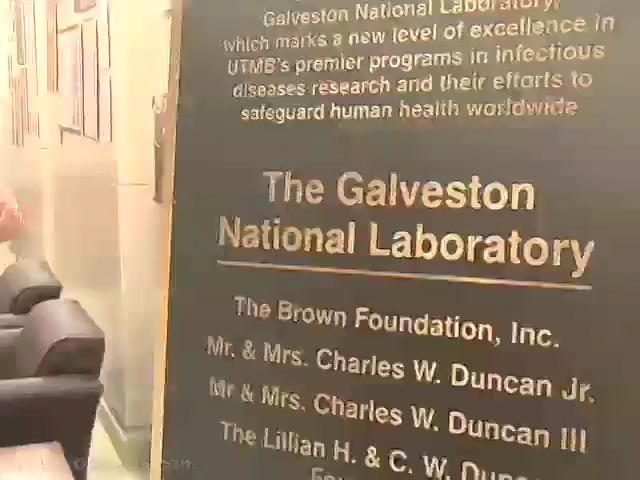 Galveston National Laboratory,
which marks a new level of excellence in
UTMB's premier programs in infectious
diseases research and their efforts to
safeguard human health worldwide
The Galveston
National Laboratory
The Brown Foundation, Inc.
Mr. & Mrs. Charles W. Duncan Jr.
Mr & Mrs. Charles W. Duncan III
The Lillian H. & C. W.